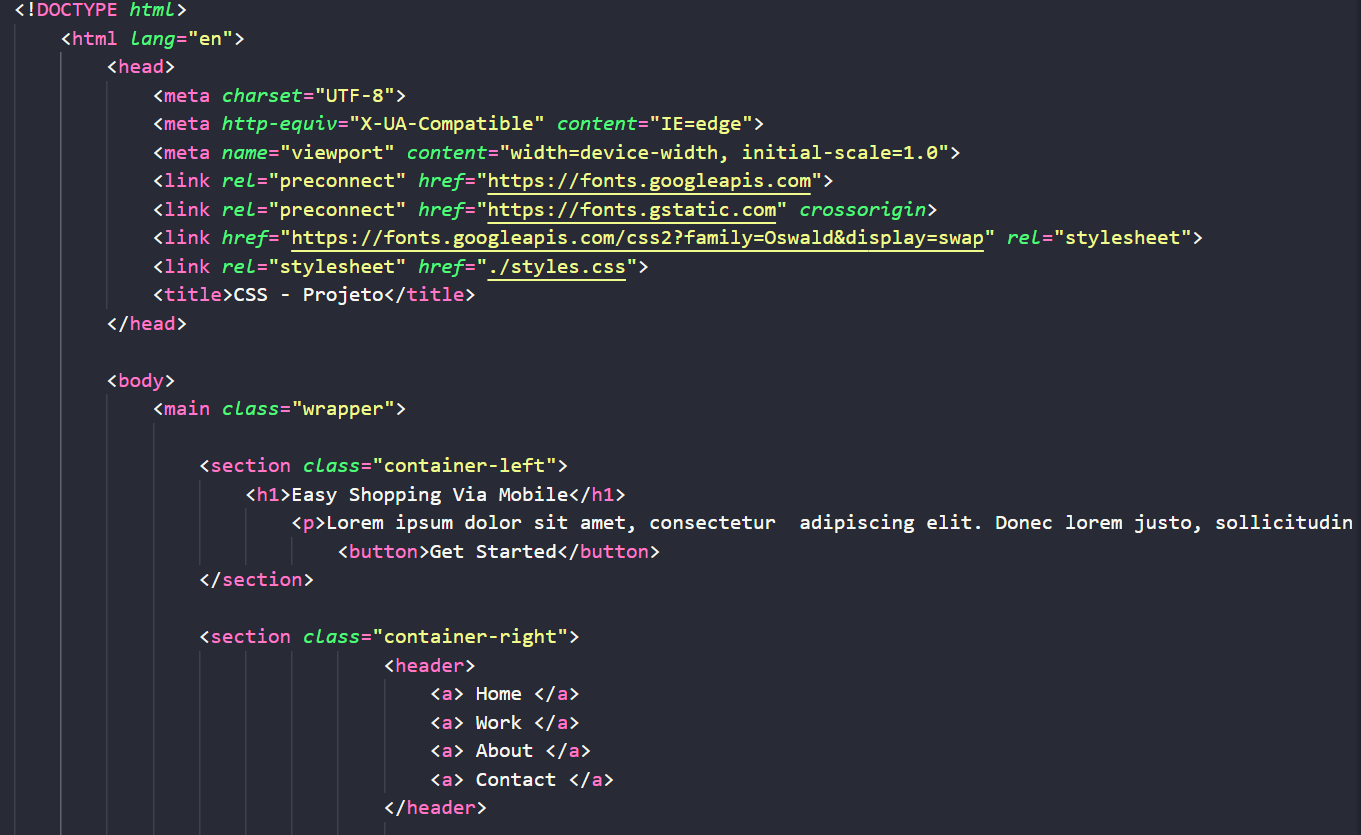 <!DOCTYPE html>
<html lang="en">
<head>
<meta charset="UTF-8">
<meta http-equiv="X-UA-Compatible" content="IE=edge">
<meta name="viewport" content="width=device-width, initial-scale=1.0">
<link rel="preconnect" href="https://fonts.googleapis.com">
<link rel="preconnect" href="https://fonts.gstatic.com" crossorigin>
<link href="https://fonts.googleapis.com/css2?family=Oswald&display=swap" rel="stylesheet">
<link rel="stylesheet" href="./styles.css">
<title>CSS - Projeto</title>
</head>
<body>
<main class="wrapper">
<section class="container-left">
<h1>Easy Shopping Via Mobile</h1>
<p>Lorem ipsum dolor sit amet, consectetur  adipiscing elit. Donec lorem justo, sollicitudin
<button>Get Started</button>
</section>
<section class="container-right">
<header>
<a> Home </a>
<a> Work </a>
<a> About </a>
<a> Contact </a>
</header>